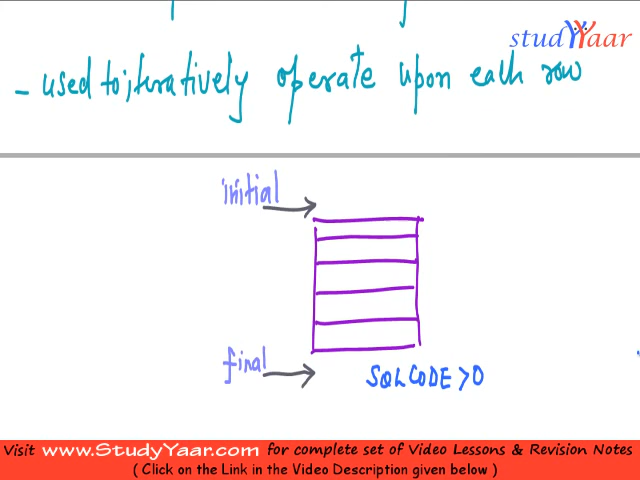 studYYaar
- used to iteratively operate upon each row
initial
final
SQLCODE > 0
Visit www.StudyYaar.com for complete set of Video Lessons & Revision Notes
( Click on the Link in the Video Description given below )